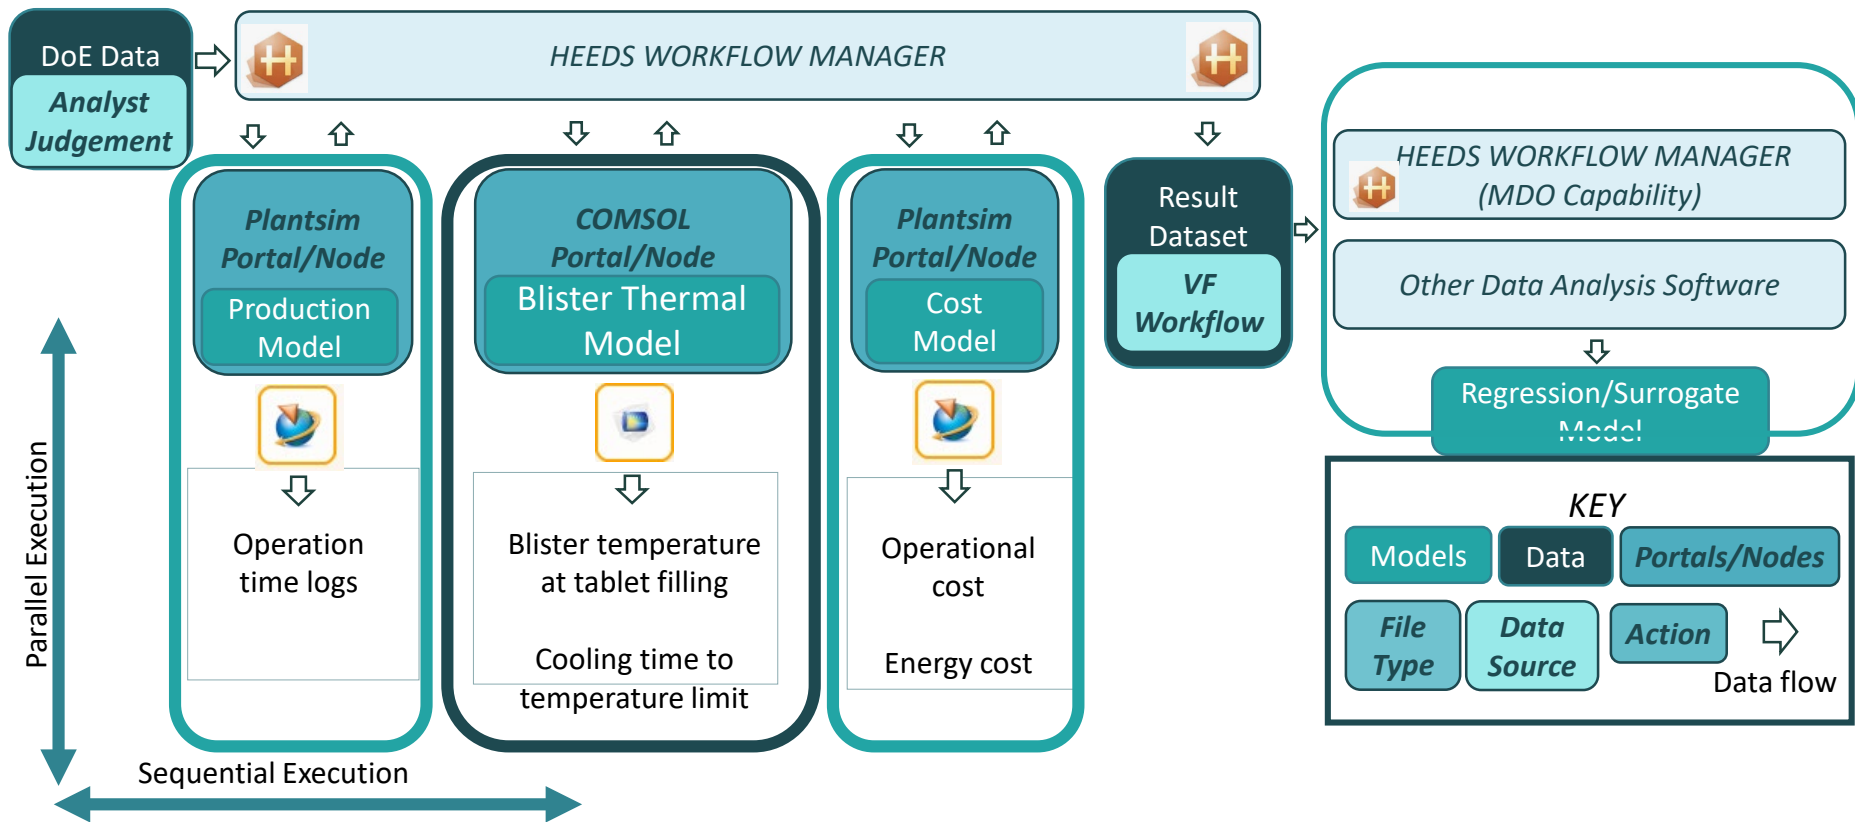 DoE Data
Analyst
Judgement
HEEDS WORKFLOW MANAGER
Plantsim
Portal/Node
Production
Model
Operation
time logs
COMSOL
Portal/Node
Blister Thermal
Model
Blister temperature
at tablet filling
Cooling time to
temperature limit
Plantsim
Portal/Node
Cost
Model
Operational
cost
Energy cost
Result
Dataset
VF
Workflow
HEEDS WORKFLOW MANAGER
(MDO Capability)
Other Data Analysis Software
Regression/Surrogate
Model
KEY
Models
Data
Portals/Nodes
File
Type
Data
Source
Action
Data flow
Parallel Execution
Sequential Execution